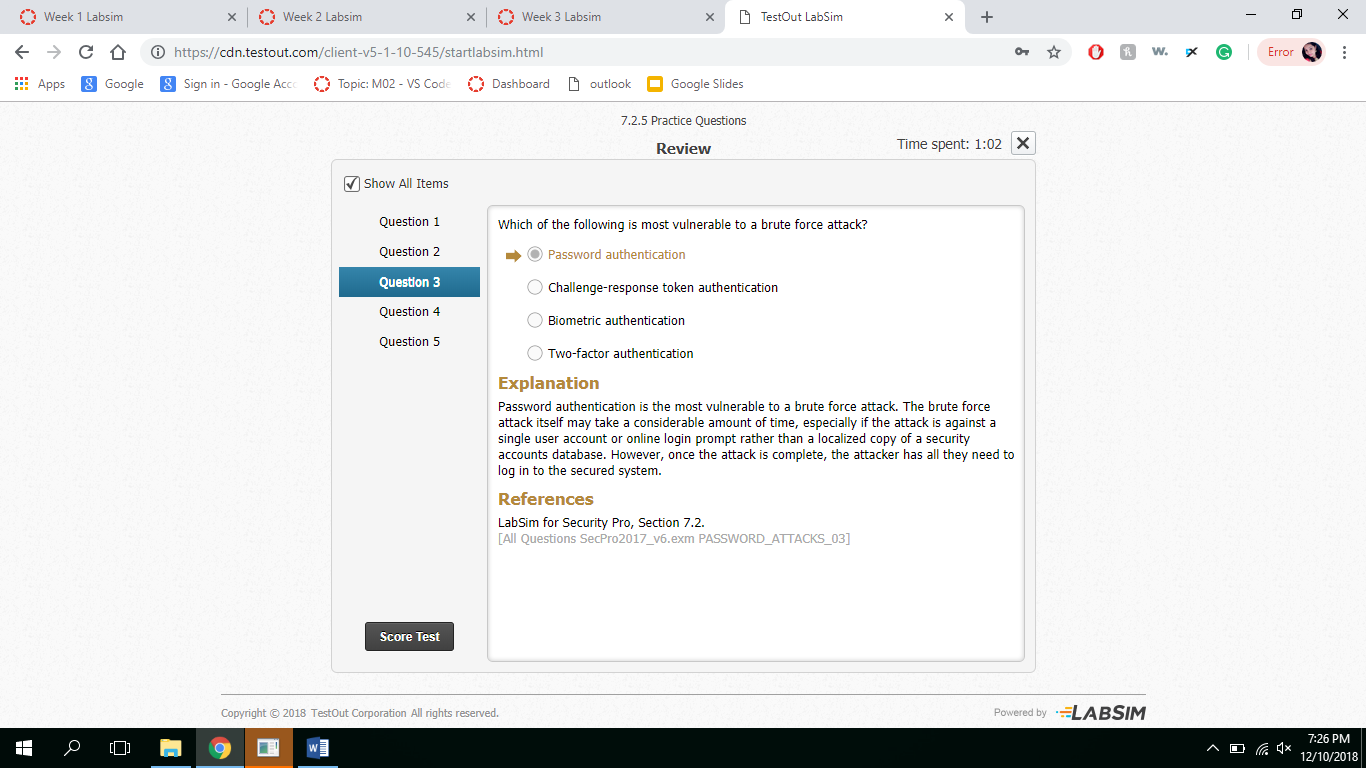 Week 1 Labsim
Week 2 Labsim
Week 3 Labsim
TestOut LabSim
https://cdn.testout.com/client-v5-1-10-545/startlabsim.html
Error
Apps
Google
Sign in - Google Acc
Topic: M02 - VS Code
Dashboard
outlook
Google Slides
7.2.5 Practice Questions
Review
Time spent: 1:02
Show All Items
Question 1
Question 2
Question 3
Question 4
Question 5
Which of the following is most vulnerable to a brute force attack?
Password authentication
Challenge-response token authentication
Biometric authentication
Two-factor authentication
Explanation
Password authentication is the most vulnerable to a brute force attack. The brute force
attack itself may take a considerable amount of time, especially if the attack is against a
single user account or online login prompt rather than a localized copy of a security
accounts database. However, once the attack is complete, the attacker has all they need to
log in to the secured system.
References
LabSim for Security Pro, Section 7.2.
[All Questions SecPro2017_v6.exm PASSWORD_ATTACKS_03]
Score Test
Copyright © 2018 TestOut Corporation All rights reserved.
Powered by LABSIM
7:26 PM
12/10/2018